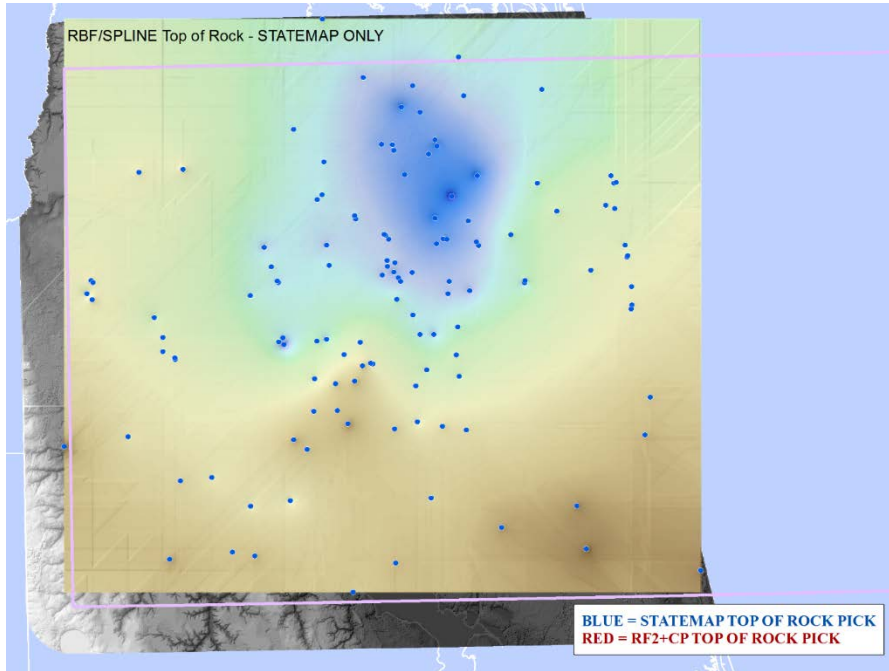 RBF/SPLINE Top of Rock - STATEMAP ONLY
BLUE = STATEMAP TOP OF ROCK PICK
RED = RF2+CP TOP OF ROCK PICK